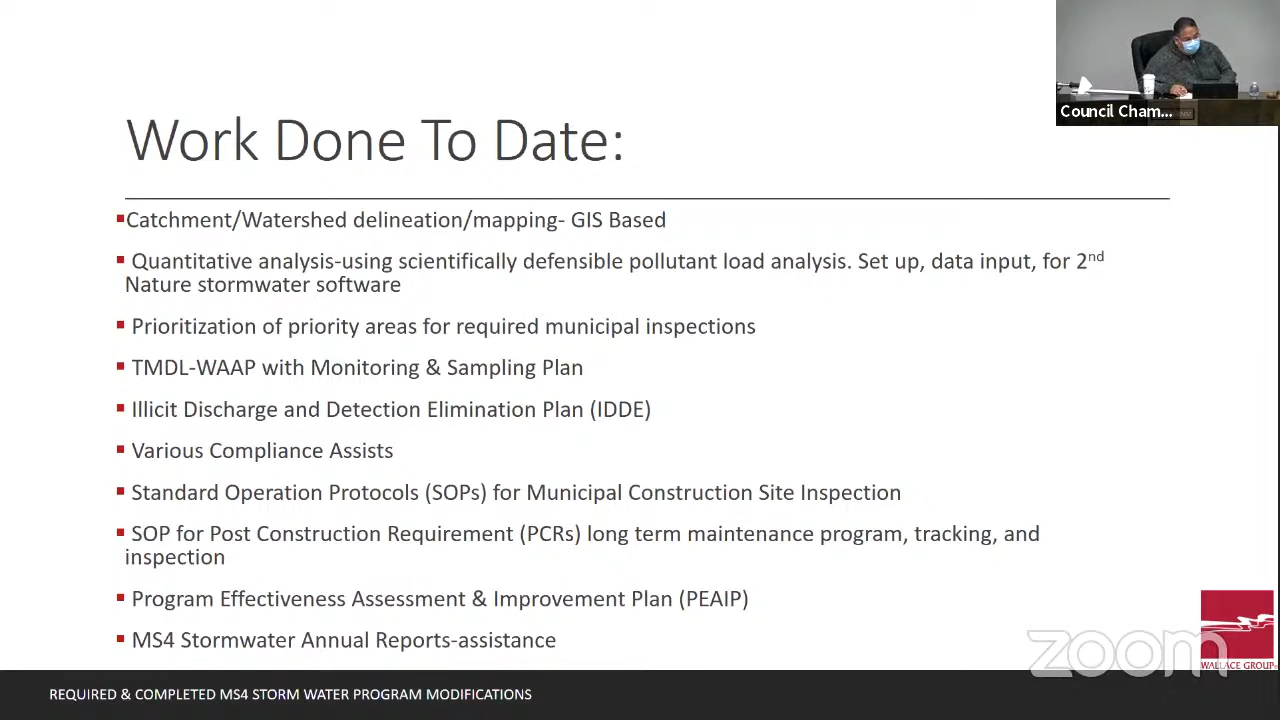 Council Cham...
Work Done To Date:
Catchment/Watershed delineation/mapping- GIS Based
Quantitative analysis-using scientifically defensible pollutant load analysis. Set up, data input, for 2nd
Nature stormwater software
Prioritization of priority areas for required municipal inspections
TMDL-WAAP with Monitoring & Sampling Plan
Illicit Discharge and Detection Elimination Plan (IDDE)
Various Compliance Assists
Standard Operation Protocols (SOPs) for Municipal Construction Site Inspection
SOP for Post Construction Requirement (PCRs) long term maintenance program, tracking, and
inspection
Program Effectiveness Assessment & Improvement Plan (PEAIP)
MS4 Stormwater Annual Reports-assistance
zoom
WALLACE GROUP
REQUIRED & COMPLETED MS4 STORM WATER PROGRAM MODIFICATIONS